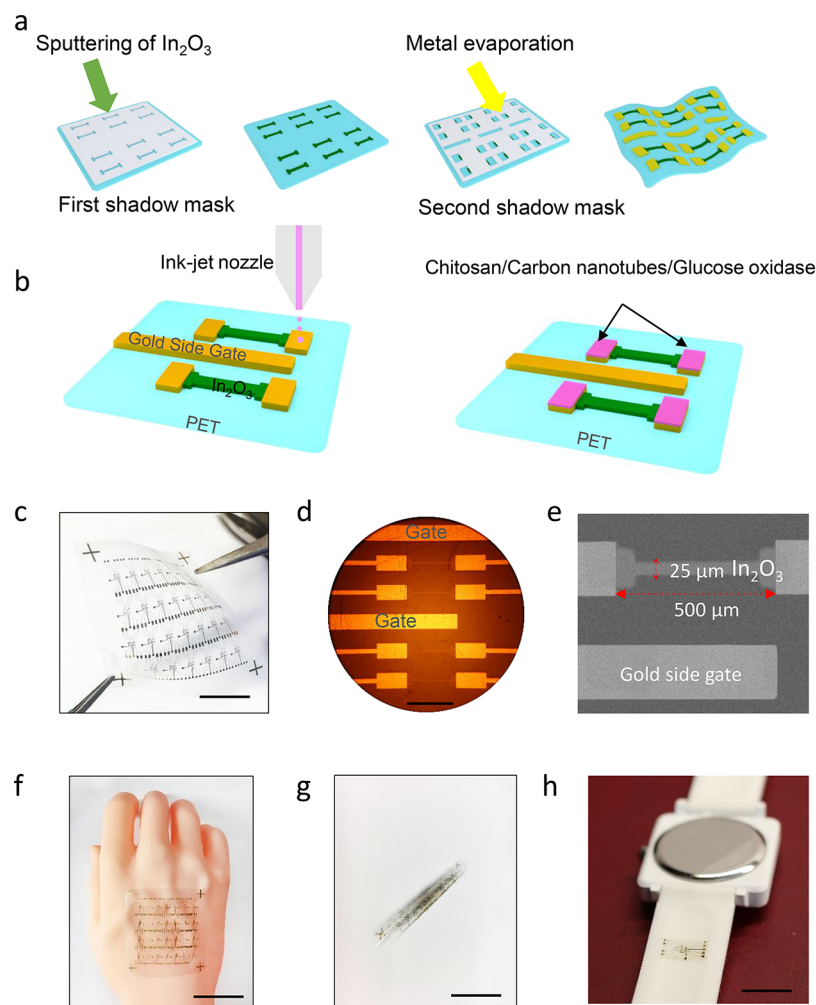 a
Sputtering of In₂O₃
Metal evaporation
First shadow mask
Second shadow mask
Ink-jet nozzle
Chitosan/Carbon nanotubes/Glucose oxidase
b
Gold Side Gate
In₂O₃
PET
PET
c
d
e
Gate
Gate
25 μm In₂O₃
500 μm
Gold side gate
f
g
h